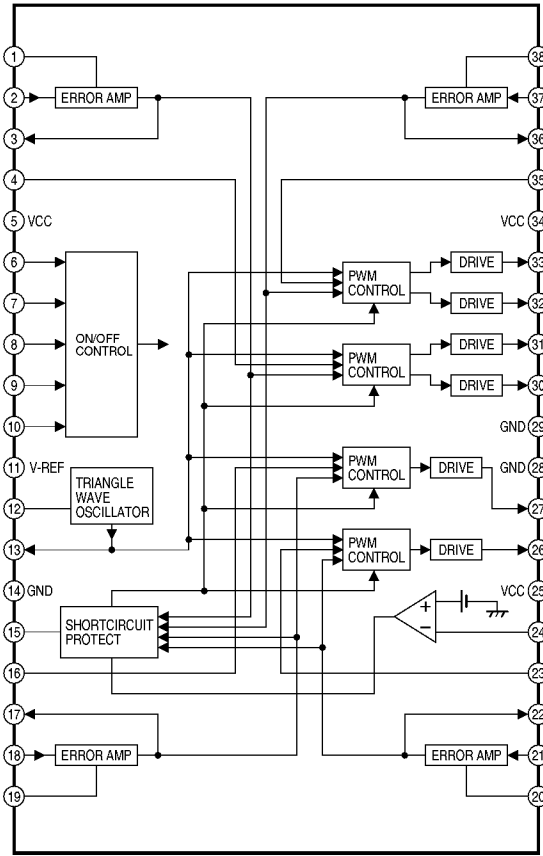 1
38
2
ERROR AMP
ERROR AMP
37
3
36
4
35
5
VCC
VCC
34
6
PWM
CONTROL
DRIVE
33
7
DRIVE
32
8
ON/OFF
CONTROL
PWM
CONTROL
DRIVE
31
9
DRIVE
30
10
GND
29
11
V-REF
PWM
CONTROL
DRIVE
GND
28
12
TRIANGLE
WAVE
OSCILLATOR
27
13
PWM
CONTROL
DRIVE
26
14
GND
VCC
25
15
SHORTCIRCUIT
PROTECT
+
−
24
16
23
17
22
18
ERROR AMP
ERROR AMP
21
19
20